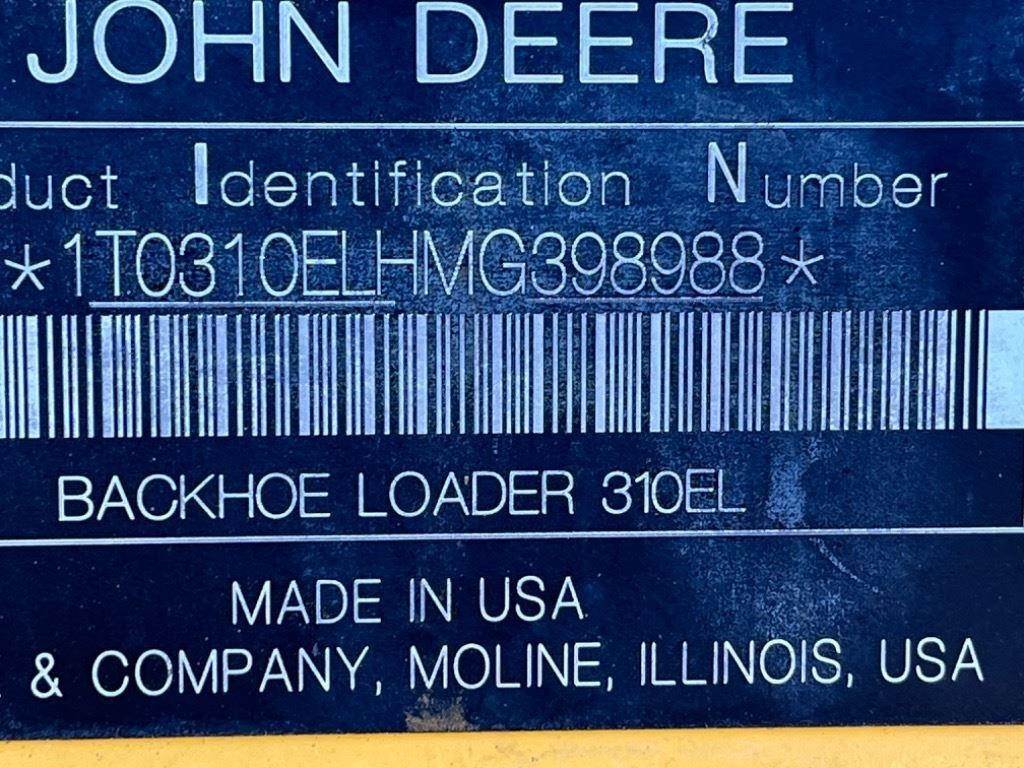 JOHN DEERE
duct Identification Number
*1T0310ELHMG398988*
BACKHOE LOADER 310EL
MADE IN USA
& COMPANY, MOLINE, ILLINOIS, USA